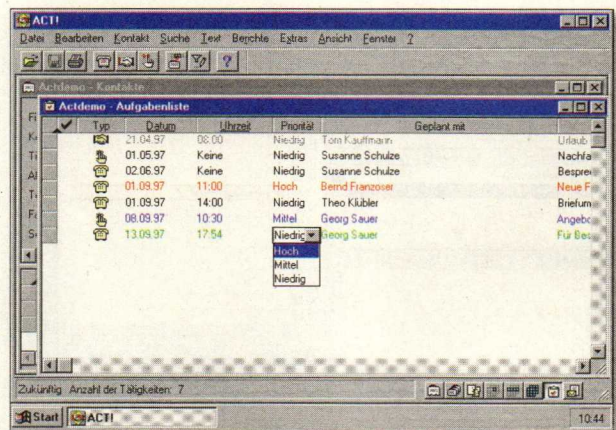 ACT!
Datei Bearbeiten Kontakt Suche Text Berichte Extras Ansicht Fenster ?
Actdemo - Kontakte
Actdemo - Aufgabenliste
Typ Datum Uhrzeit Priorität Geplant mit
21.04.97 08:00 Niedrig Tom Kauffmann Urlaub
01.05.97 Keine Niedrig Susanne Schulze Nachfa
02.06.97 Keine Niedrig Susanne Schulze Bespre
01.09.97 11:00 Hoch Bernd Franzoser Neue F
01.09.97 14:00 Niedrig Theo Klübler Briefum
08.09.97 10:30 Mittel Georg Sauer Angebo
13.09.97 17:54 Niedrig Georg Sauer Für Bes
Hoch
Mittel
Niedrig
Zukünftig Anzahl der Tätigkeiten: 7
Start ACT! 10:44